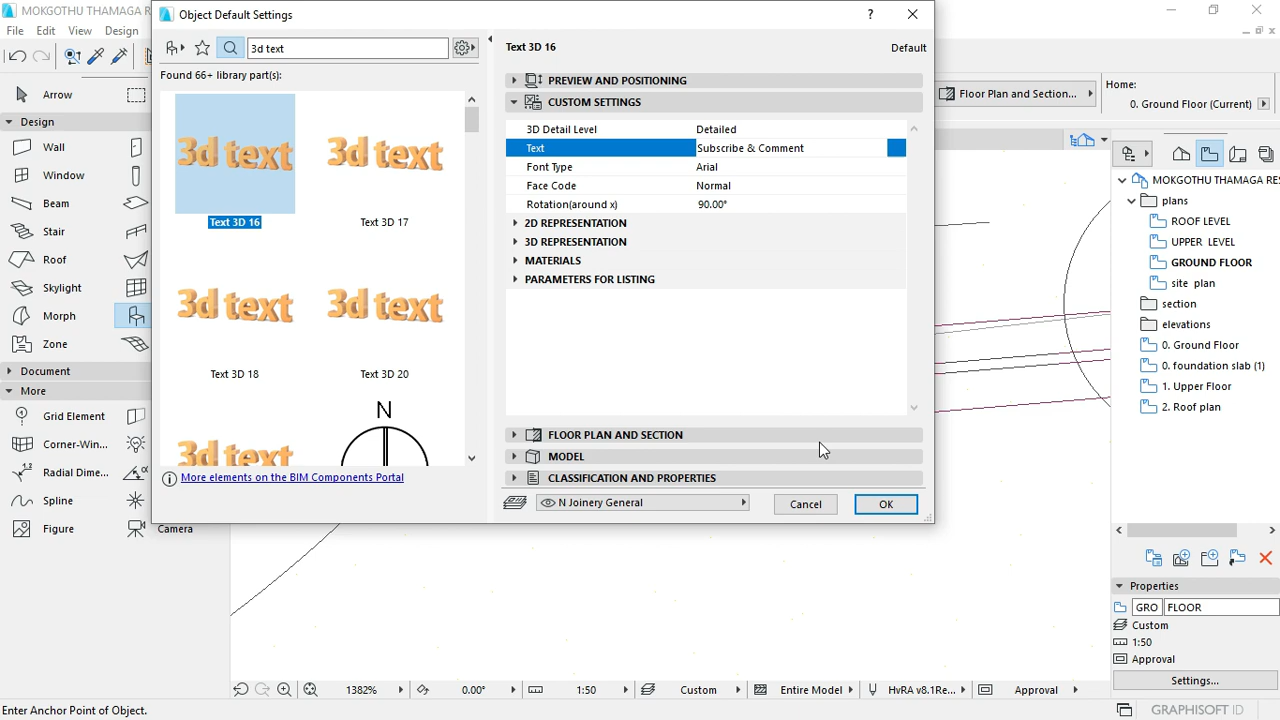 MOKGOTHU THAMAGA RE
Object Default Settings
File Edit View Design
3d text
Text 3D 16
Default
Found 66+ library part(s):
PREVIEW AND POSITIONING
CUSTOM SETTINGS
Floor Plan and Section...
Home:
0. Ground Floor (Current)
Arrow
Design
Wall
Window
Beam
Stair
Roof
Skylight
Morph
Zone
Document
More
Grid Element
Corner-Win...
Radial Dime...
Spline
Figure
Camera
3d text
3d text
Text 3D 16
Text 3D 17
3d text
3d text
Text 3D 18
Text 3D 20
3d text
N
More elements on the BIM Components Portal
3D Detail Level Detailed
Text Subscribe & Comment
Font Type Arial
Face Code Normal
Rotation(around x) 90.00°
2D REPRESENTATION
3D REPRESENTATION
MATERIALS
PARAMETERS FOR LISTING
FLOOR PLAN AND SECTION
MODEL
CLASSIFICATION AND PROPERTIES
N Joinery General
Cancel
OK
MOKGOTHU THAMAGA RES
plans
ROOF LEVEL
UPPER LEVEL
GROUND FLOOR
site plan
section
elevations
0. Ground Floor
0. foundation slab (1)
1. Upper Floor
2. Roof plan
Properties
GRO FLOOR
Custom
1:50
Approval
Settings...
1382% 0.00° 1:50 Custom Entire Model HvRA v8.1Re... Approval
Enter Anchor Point of Object.
GRAPHISOFT ID